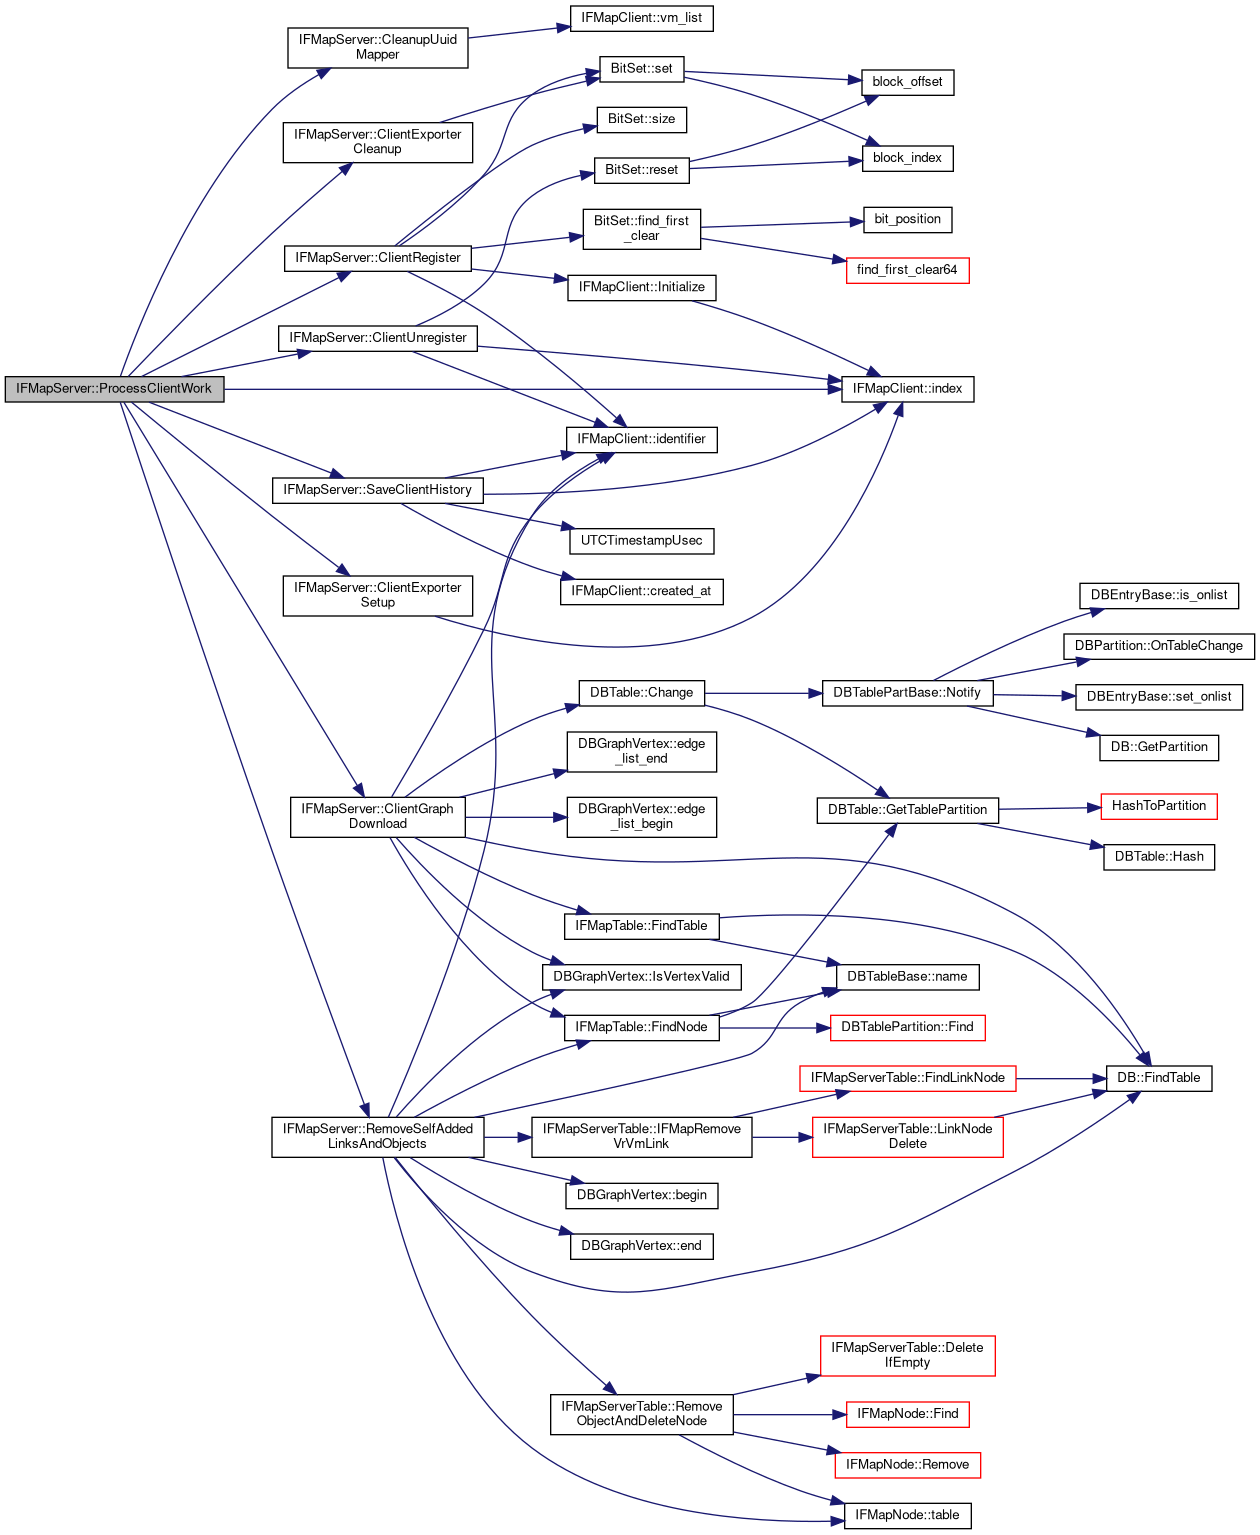 IFMapClient::vm_list
IFMapServer::CleanupUuid
Mapper
BitSet::set
block_offset
BitSet::size
IFMapServer::ClientExporter
Cleanup
block_index
BitSet::reset
bit_position
BitSet::find_first
_clear
IFMapServer::ClientRegister
find_first_clear64
IFMapClient::Initialize
IFMapServer::ClientUnregister
IFMapServer::ProcessClientWork
IFMapClient::index
IFMapClient::identifier
IFMapServer::SaveClientHistory
UTCTimestampUsec
IFMapClient::created_at
IFMapServer::ClientExporter
Setup
DBEntryBase::is_onlist
DBPartition::OnTableChange
DBTable::Change
DBTablePartBase::Notify
DBEntryBase::set_onlist
DB::GetPartition
DBGraphVertex::edge
_list_end
IFMapServer::ClientGraph
Download
DBGraphVertex::edge
_list_begin
DBTable::GetTablePartition
HashToPartition
DBTable::Hash
IFMapTable::FindTable
DBGraphVertex::IsVertexValid
DBTableBase::name
IFMapTable::FindNode
DBTablePartition::Find
IFMapServerTable::FindLinkNode
DB::FindTable
IFMapServer::RemoveSelfAdded
LinksAndObjects
IFMapServerTable::IFMapRemove
VrVmLink
IFMapServerTable::LinkNode
Delete
DBGraphVertex::begin
DBGraphVertex::end
IFMapServerTable::Delete
IfEmpty
IFMapServerTable::Remove
ObjectAndDeleteNode
IFMapNode::Find
IFMapNode::Remove
IFMapNode::table